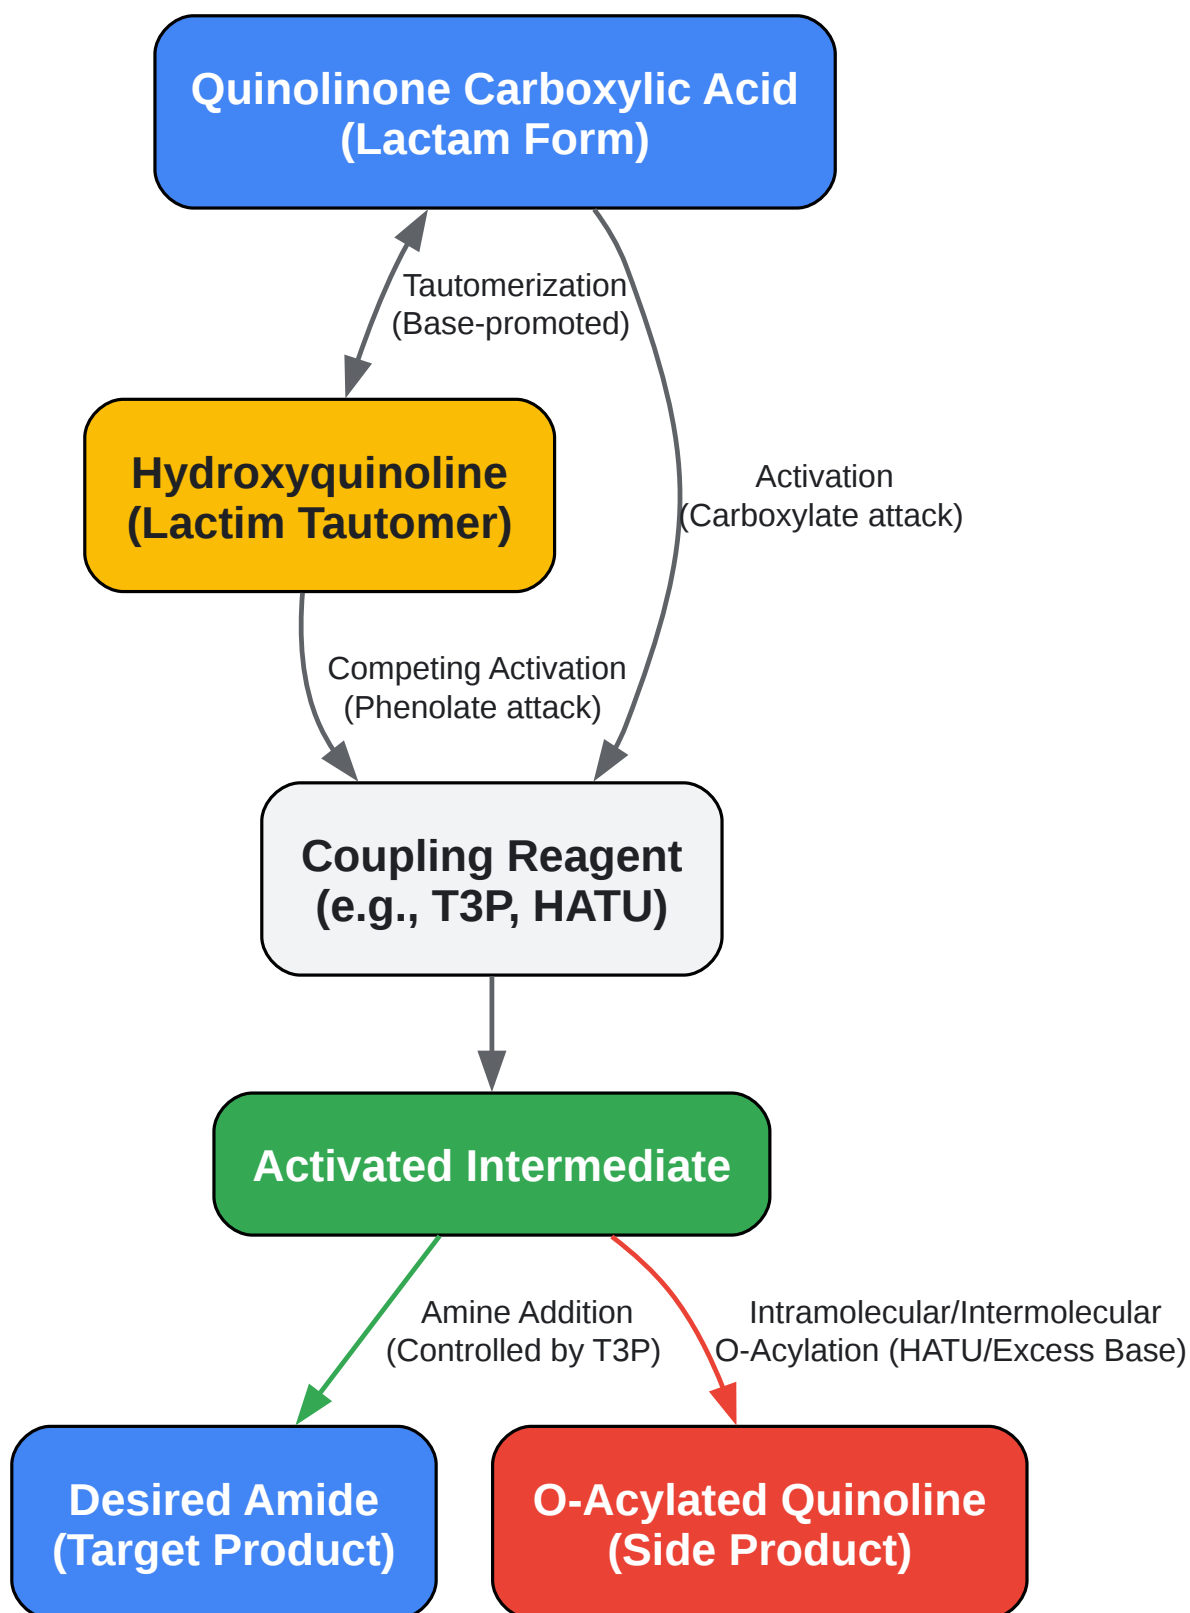 Quinolinone Carboxylic Acid
(Lactam Form)
Tautomerization
(Base-promoted)
Hydroxyquinoline
(Lactim Tautomer)
Activation
(Carboxylate attack)
Competing Activation
(Phenolate attack)
Coupling Reagent
(e.g., T3P, HATU)
Activated Intermediate
Amine Addition
(Controlled by T3P)
Intramolecular/Intermolecular
O-Acylation (HATU/Excess Base)
Desired Amide
(Target Product)
O-Acylated Quinoline
(Side Product)